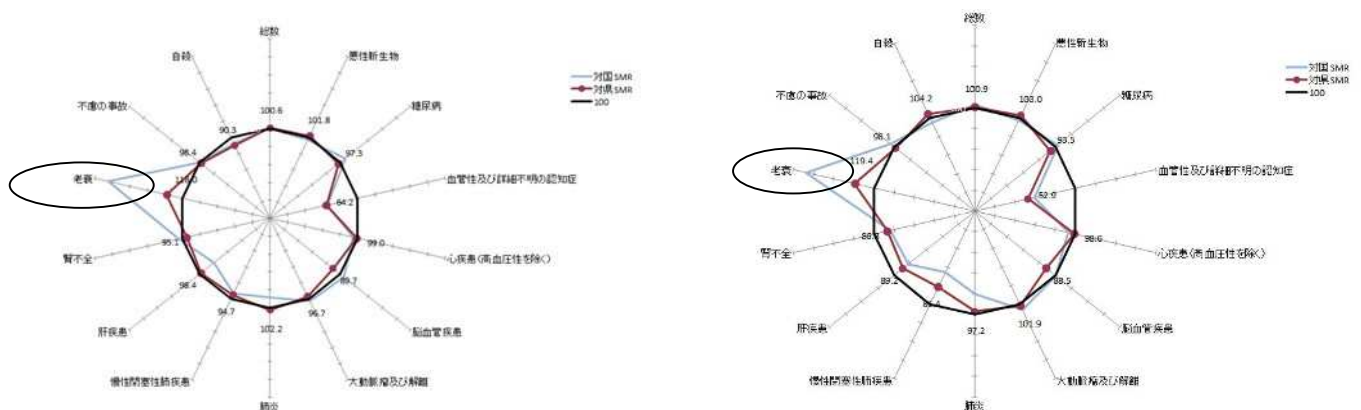 総数
悪性新生物
糖尿病
血管性及び詳細不明の認知症
心疾患(高血圧性を除く)
脳血管疾患
大動脈瘤及び解離
肺炎
慢性閉塞性肺疾患
肝疾患
腎不全
老衰
不慮の事故
自殺
100.6
101.8
97.3
64.2
99.0
89.7
96.7
102.2
94.7
98.4
95.1
98.4
90.3
対国SMR
対県SMR
100
総数
悪性新生物
糖尿病
血管性及び詳細不明の認知症
心疾患(高血圧性を除く)
脳血管疾患
大動脈瘤及び解離
肺炎
慢性閉塞性肺疾患
肝疾患
腎不全
老衰
不慮の事故
自殺
100.9
103.0
93.5
52.9
98.6
88.5
101.9
97.2
89.2
119.4
98.1
104.2
対国SMR
対県SMR
100